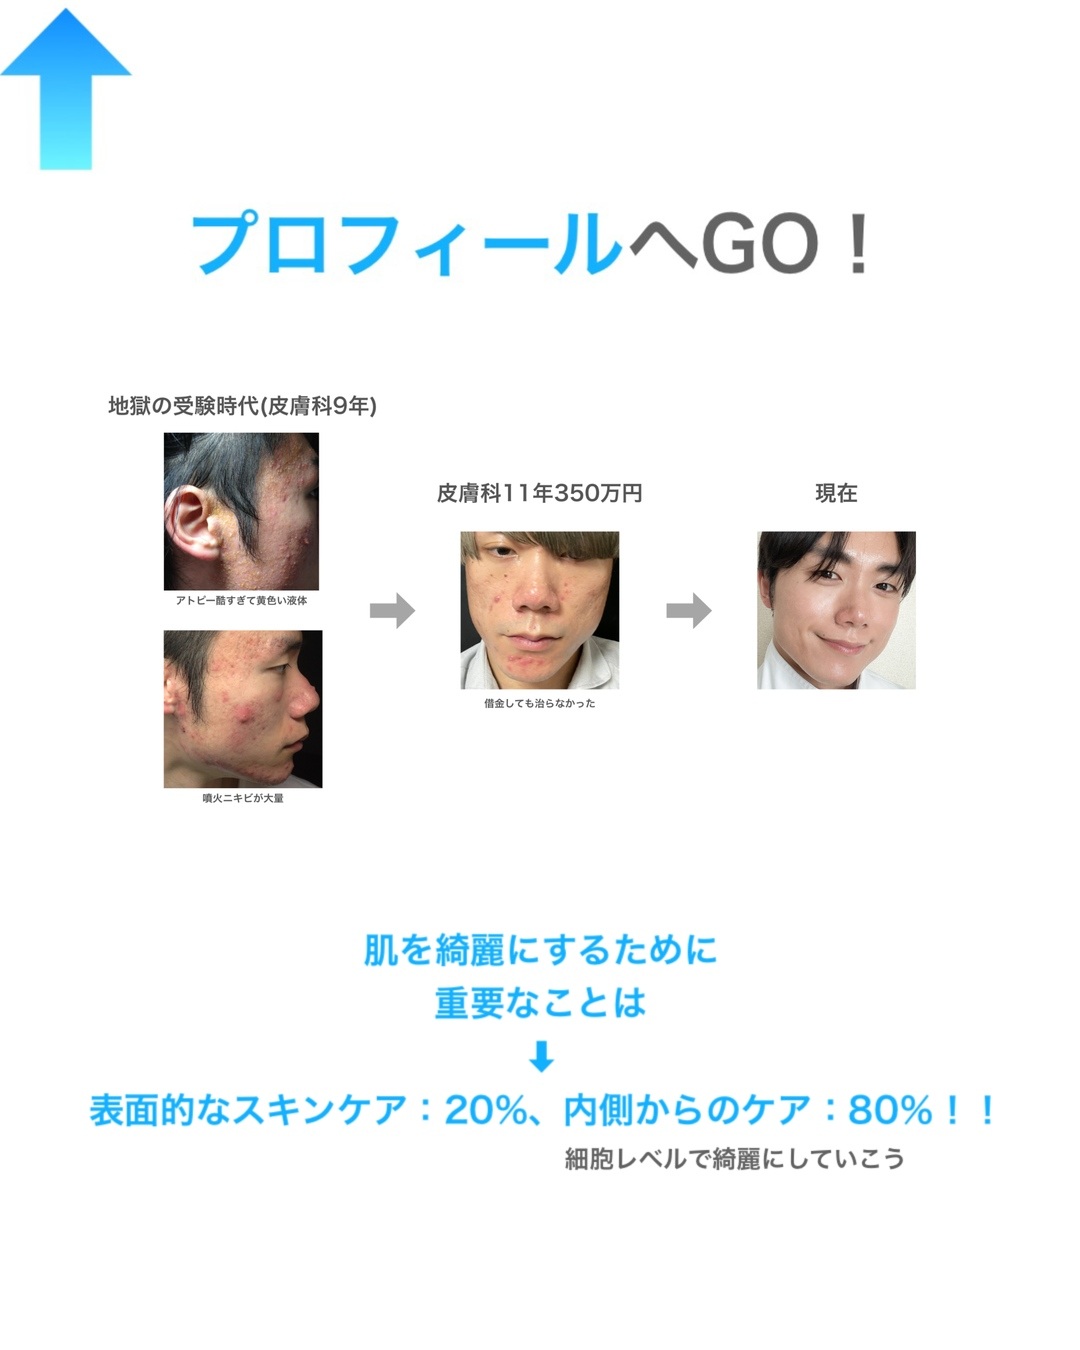 プロフィールへGO！
地獄の受験時代(皮膚科9年)
アトピー酷すぎて黄色い液体
噴火ニキビが大量
皮膚科11年350万円
借金しても治らなかった
現在
肌を綺麗にするために
重要なことは
表面的なスキンケア：20%、内側からのケア：80%！！
細胞レベルで綺麗にしていこう